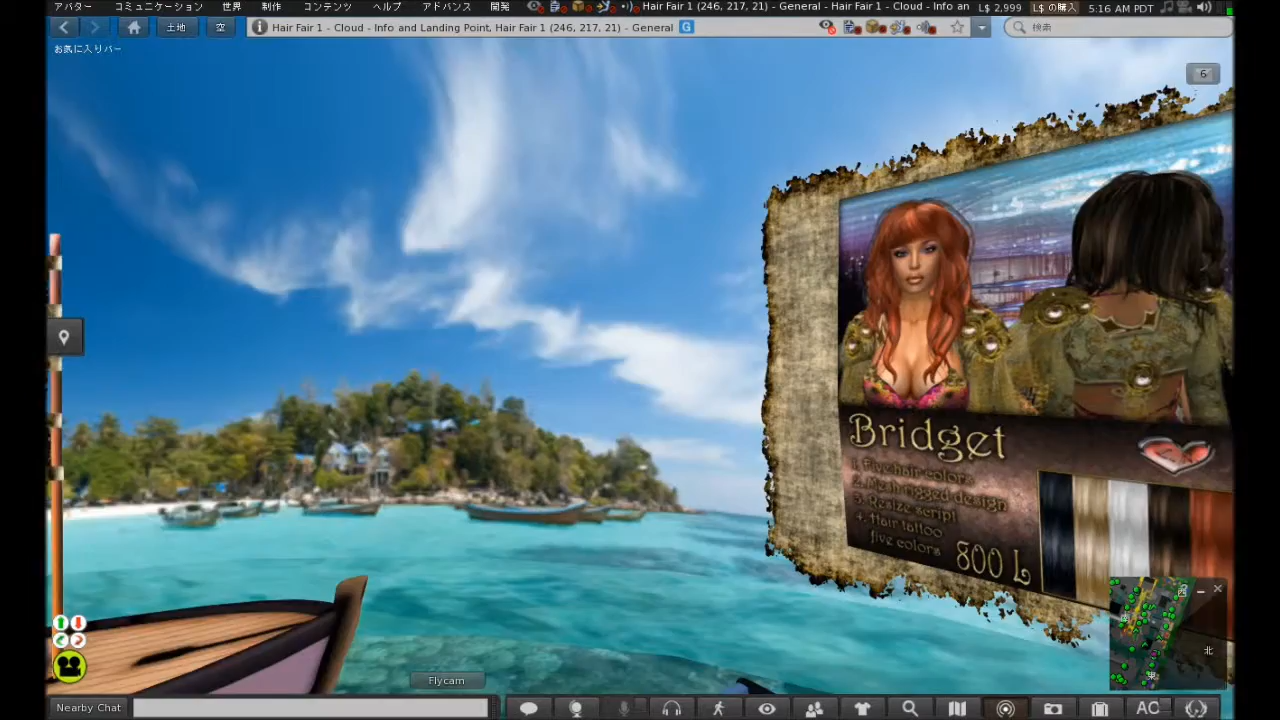 アバター コミュニケーション 世界 制作 コンテンツ ヘルプ アドバンス 開発 Hair Fair 1 (246, 217, 21) - General - Hair Fair 1 - Cloud - Info an L$ 2,999 L$ の購入 5:16 AM PDT
土地 空 Hair Fair 1 - Cloud - Info and Landing Point, Hair Fair 1 (246, 217, 21) - General G 検索
お気に入りバー
6
Bridget
1. Five hair colors
2. Mesh rigged design
3. Resize script
4. Hair tattoo
five colors
800 L
北
東
Flycam
Nearby Chat
AC